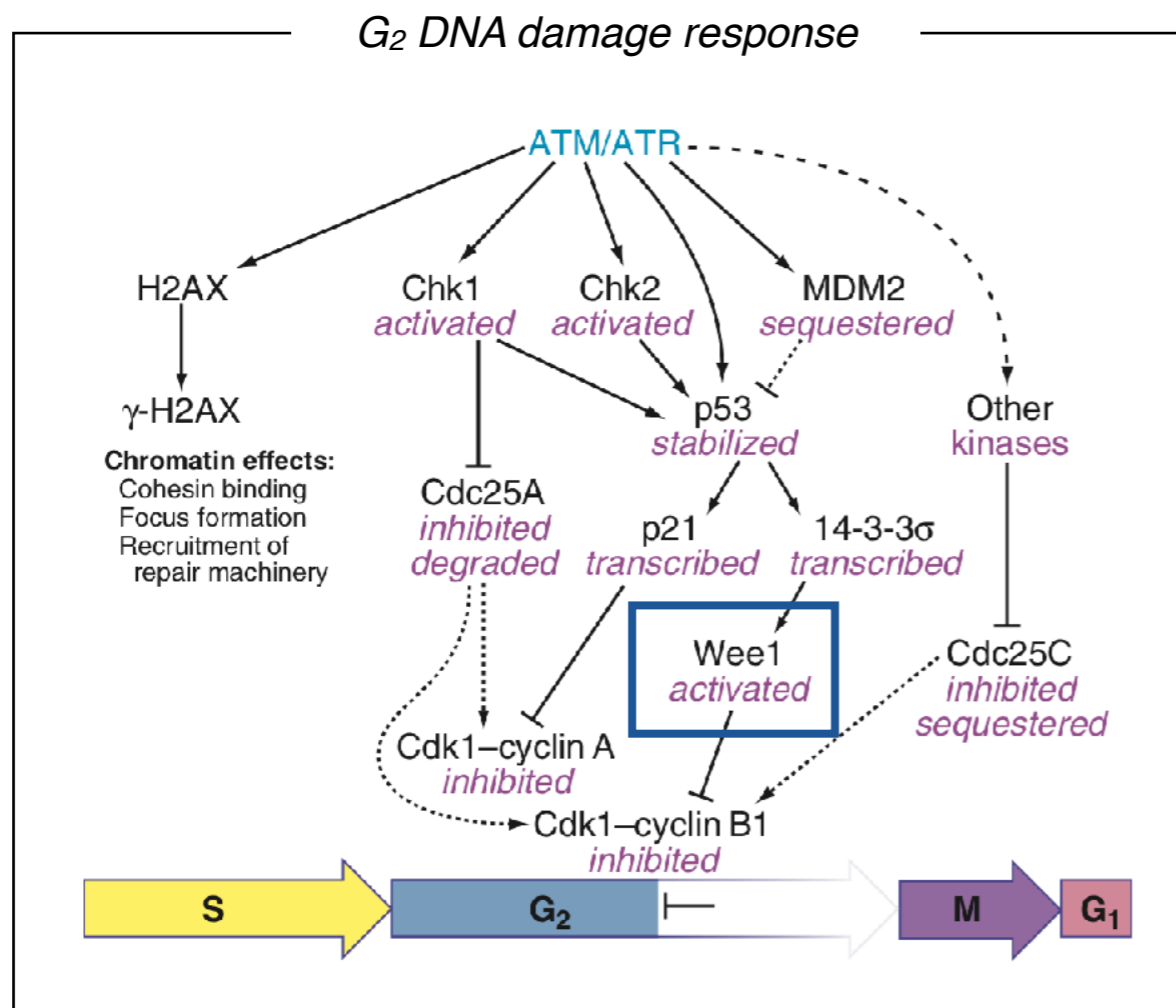 G₂ DNA damage response
ATM/ATR
H2AX
Chk1
activated
Chk2
activated
MDM2
sequestered
γ-H2AX
p53
stabilized
Other
kinases
Chromatin effects:
Cohesin binding
Focus formation
Recruitment of
repair machinery
Cdc25A
inhibited
degraded
p21
transcribed
14-3-3σ
transcribed
Wee1
activated
Cdc25C
inhibited
sequestered
Cdk1–cyclin A
inhibited
Cdk1–cyclin B1
inhibited
S
G₂
M
G₁